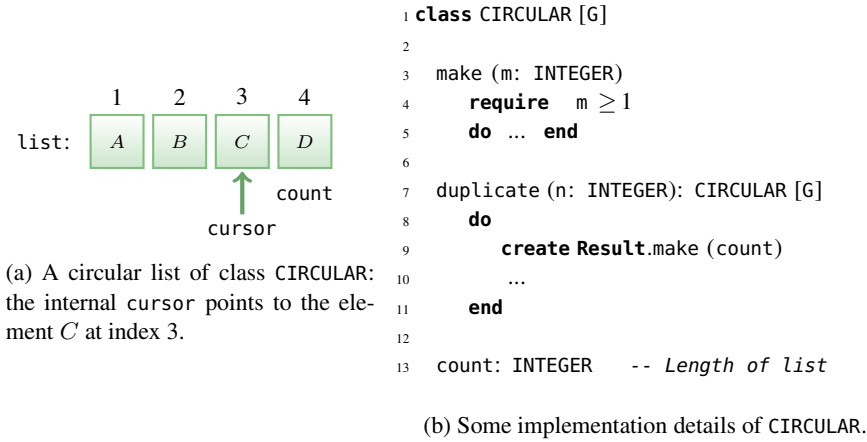 1 2 3 4
list: A B C D
count
cursor
(a) A circular list of class CIRCULAR:
the internal cursor points to the ele-
ment C at index 3.
1 class CIRCULAR [G]
2
3 make (m: INTEGER)
4 require m ≥ 1
5 do ... end
6
7 duplicate (n: INTEGER): CIRCULAR [G]
8 do
9 create Result.make (count)
10 ...
11 end
12
13 count: INTEGER -- Length of list
(b) Some implementation details of CIRCULAR.